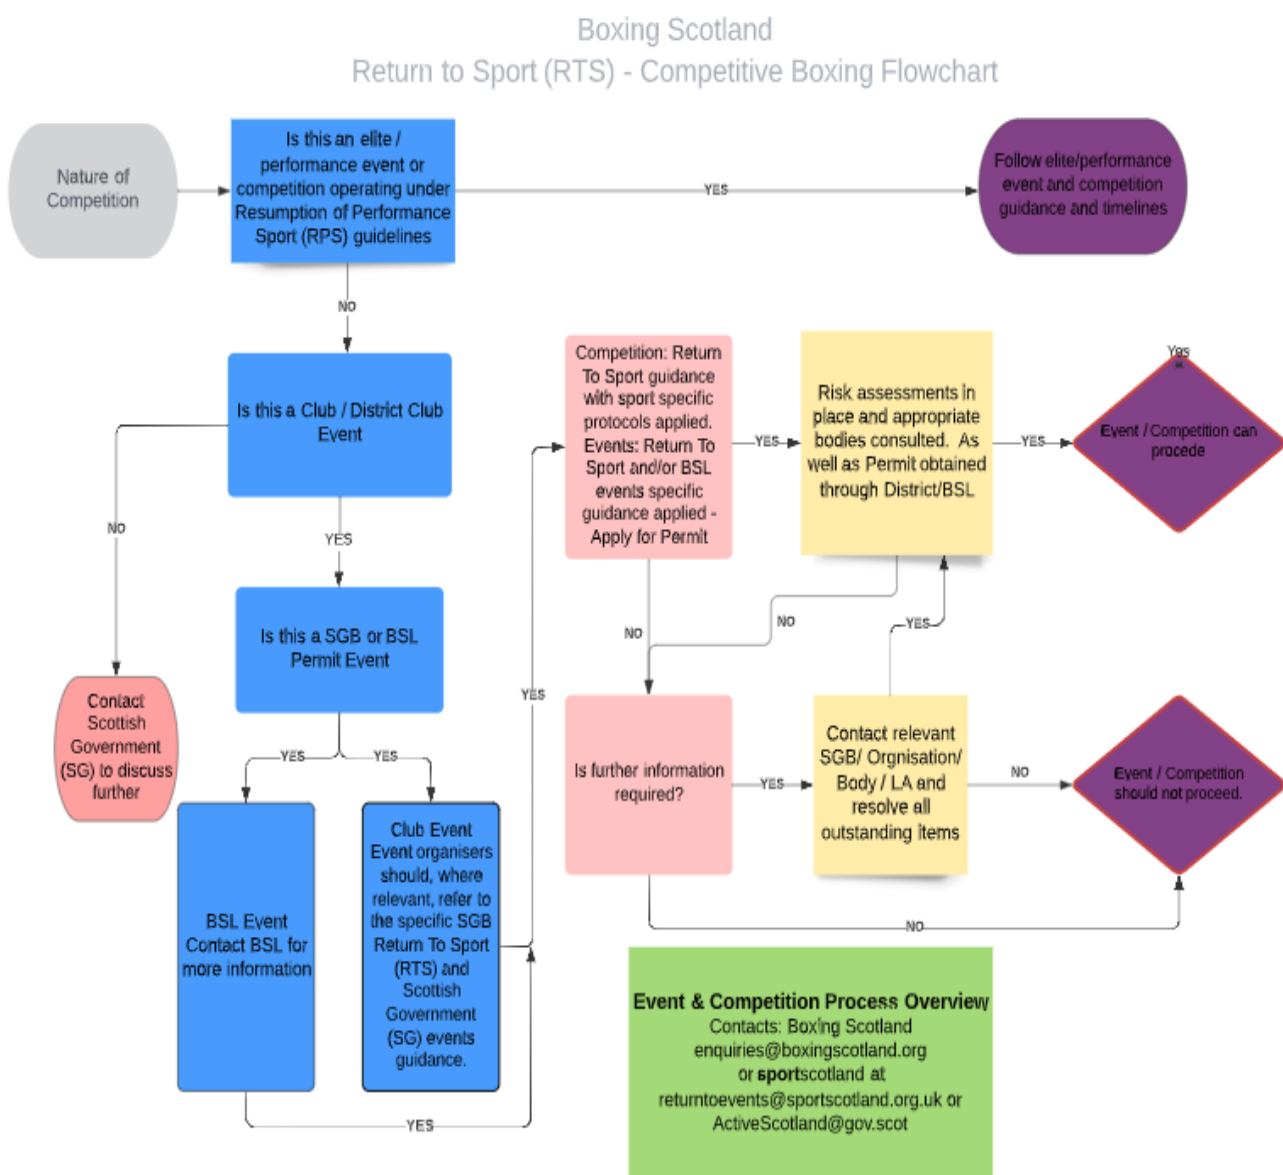 Boxing Scotland
Return to Sport (RTS) - Competitive Boxing Flowchart
Nature of
Competition
Is this an elite /
performance event or
competition operating under
Resumption of Performance
Sport (RPS) guidelines
YES
Follow elite/performance
event and competition
guidance and timelines
NO
Is this a Club / District Club
Event
NO
YES
Contact
Scottish
Government
(SG) to discuss
further
Is this a SGB or BSL
Permit Event
YES
YES
BSL Event
Contact BSL for
more information
Club Event
Event organisers
should, where
relevant, refer to
the specific SGB
Return To Sport
(RTS) and
Scottish
Government
(SG) events
guidance.
YES
YES
Competition: Return
To Sport guidance
with sport specific
protocols applied.
Events: Return To
Sport and/or BSL
events specific
guidance applied -
Apply for Permit
YES
Risk assessments in
place and appropriate
bodies consulted. As
well as Permit obtained
through District/BSL
YES
Yes
Event / Competition can
procede
NO
NO
YES
Is further information
required?
YES
Contact relevant
SGB/ Orgnisation/
Body / LA and
resolve all
outstanding items
NO
Event / Competition
should not proceed.
NO
Event & Competition Process Overview
Contacts: Boxing Scotland
enquiries@boxingscotland.org
or sportscotland at
returntoevents@sportscotland.org.uk or
ActiveScotland@gov.scot